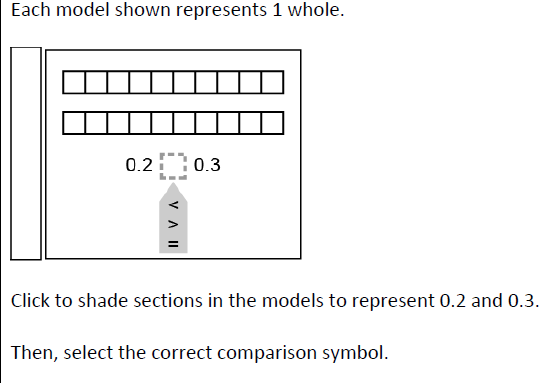 Each model shown represents 1 whole.
0.2 0.3
<
>
=
Click to shade sections in the models to represent 0.2 and 0.3.
Then, select the correct comparison symbol.